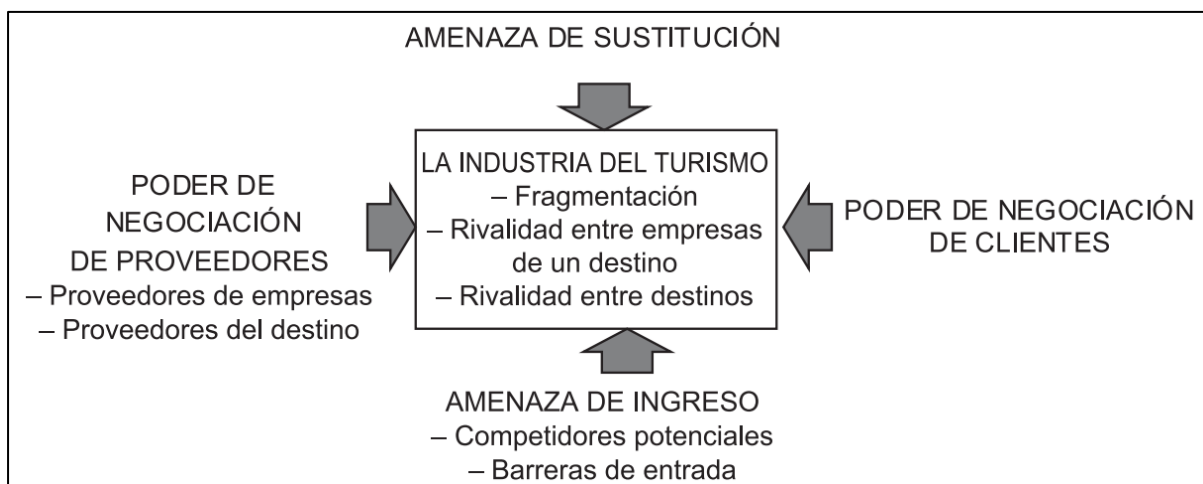 AMENAZA DE SUSTITUCIÓN
LA INDUSTRIA DEL TURISMO
– Fragmentación
– Rivalidad entre empresas
de un destino
– Rivalidad entre destinos
PODER DE
NEGOCIACIÓN
DE PROVEEDORES
– Proveedores de empresas
– Proveedores del destino
PODER DE NEGOCIACIÓN
DE CLIENTES
AMENAZA DE INGRESO
– Competidores potenciales
– Barreras de entrada